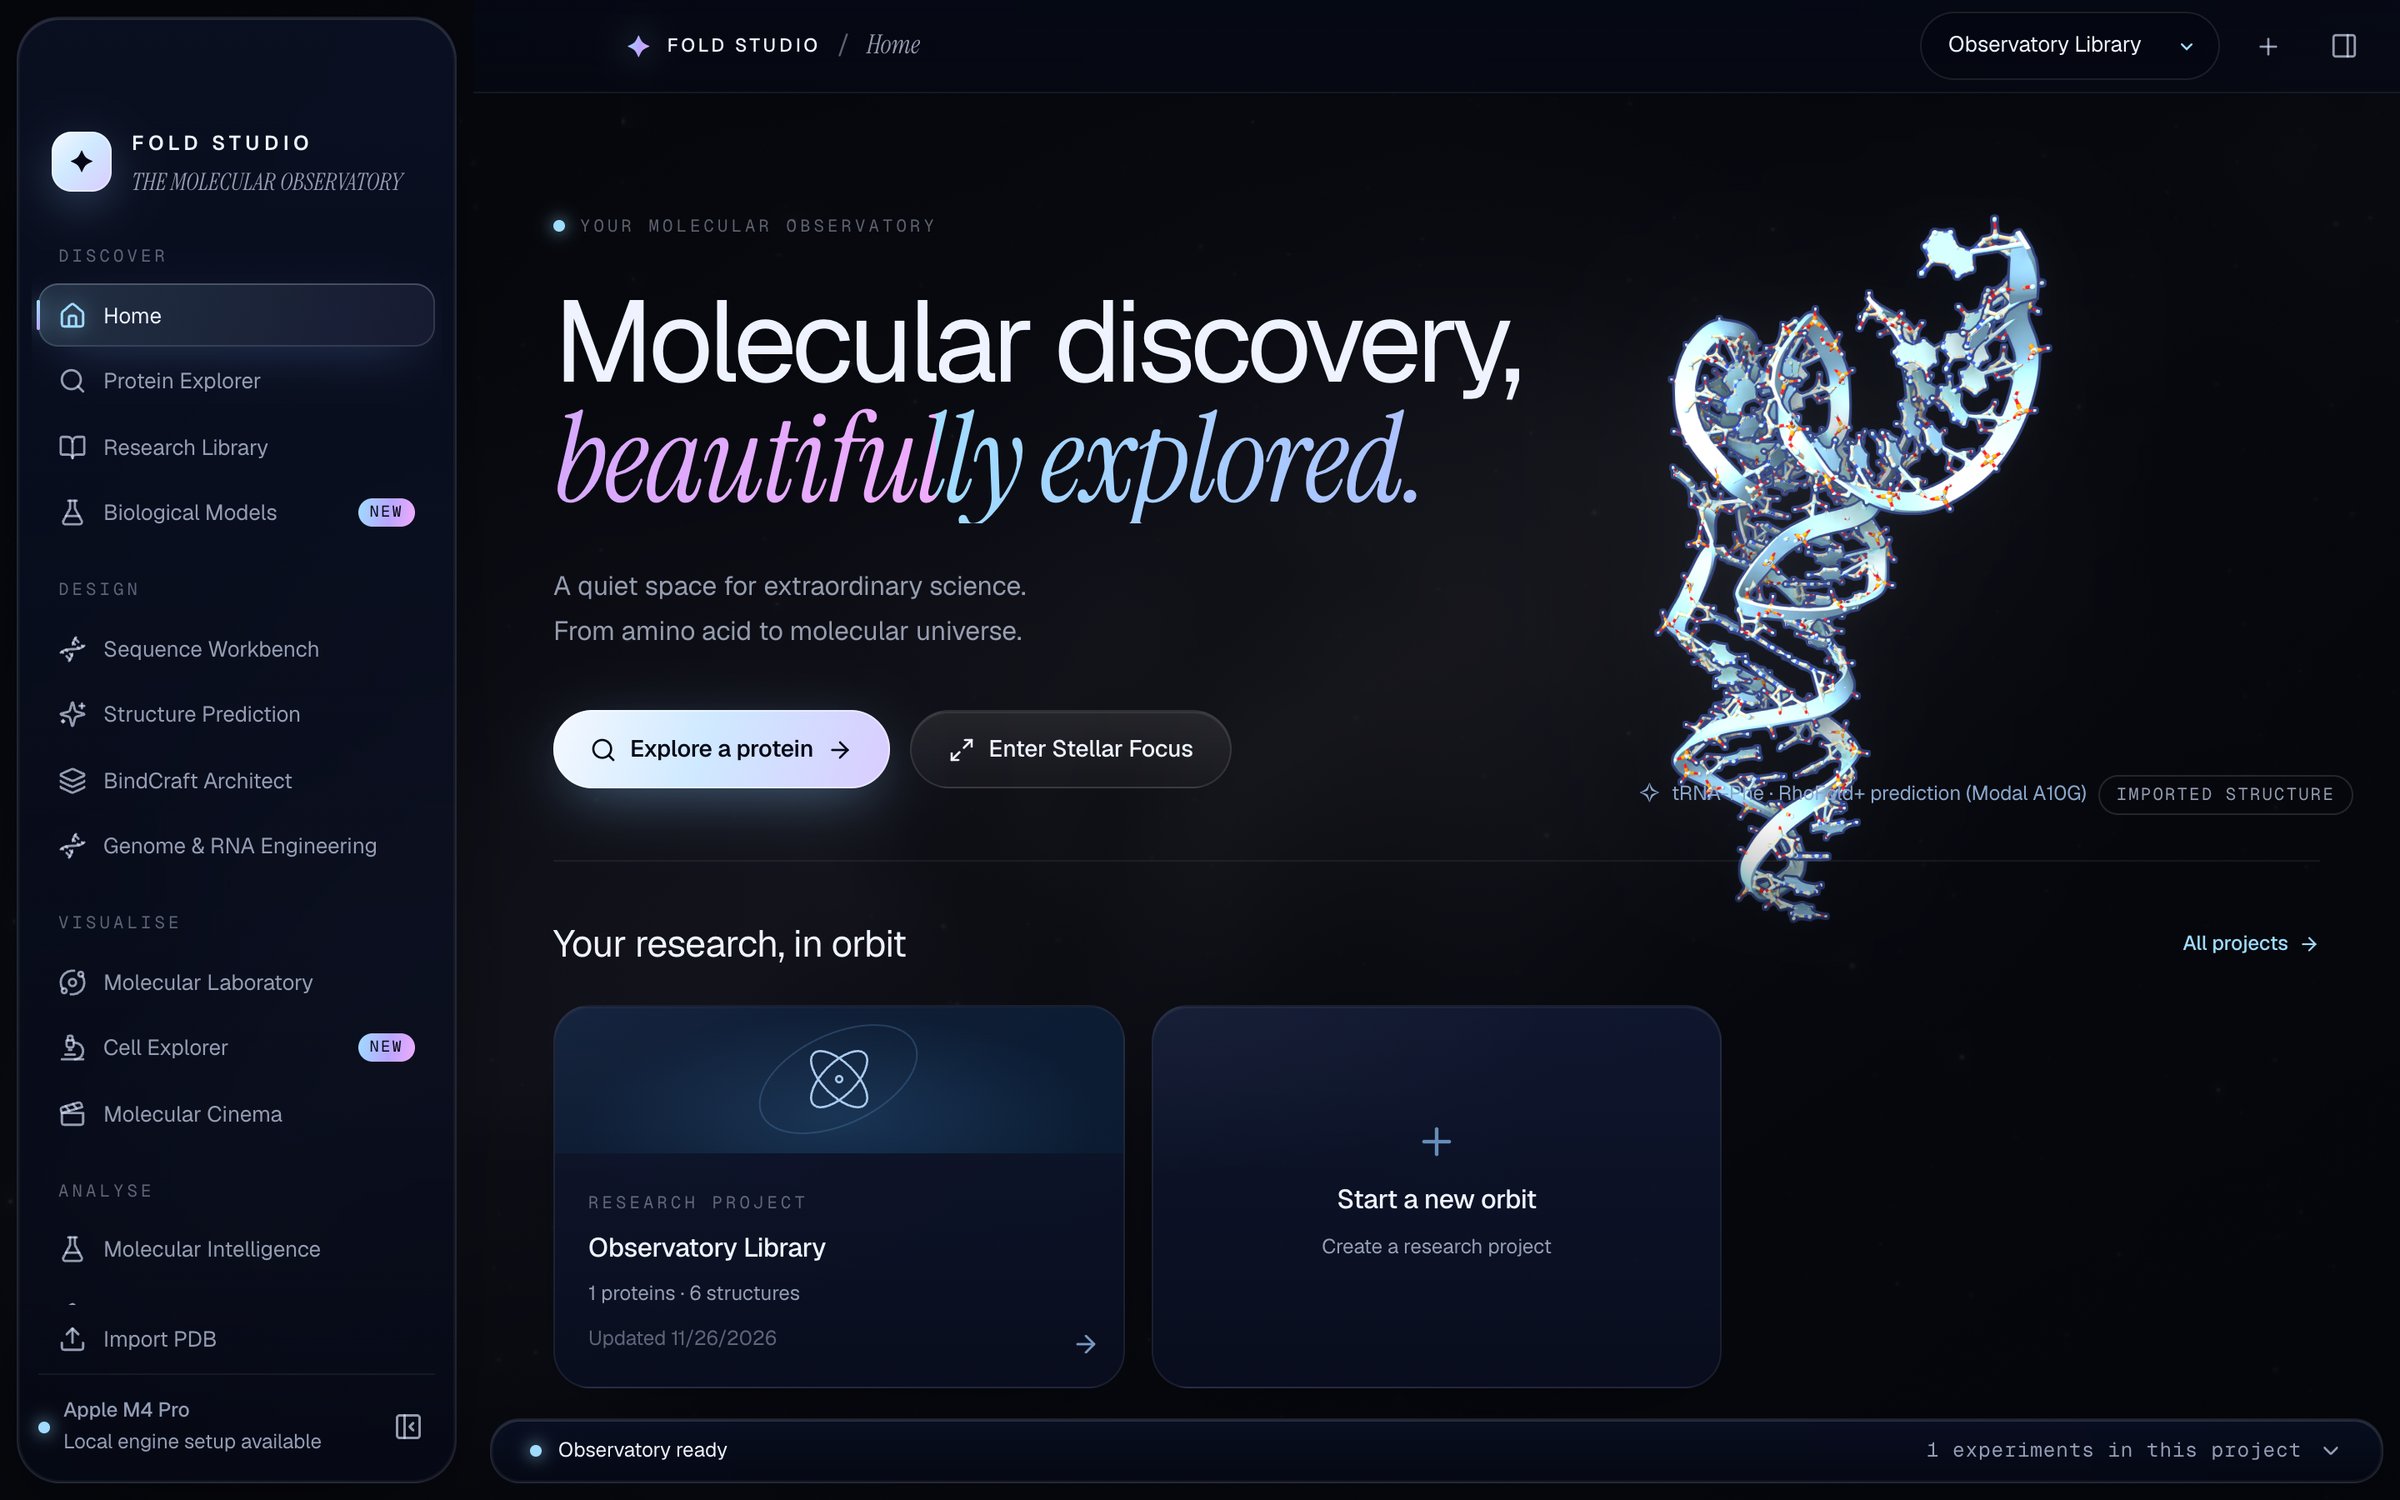 FOLD STUDIO / Home
Observatory Library
FOLD STUDIO
THE MOLECULAR OBSERVATORY
DISCOVER
Home
Protein Explorer
Research Library
Biological Models NEW
DESIGN
Sequence Workbench
Structure Prediction
BindCraft Architect
Genome & RNA Engineering
VISUALISE
Molecular Laboratory
Cell Explorer NEW
Molecular Cinema
ANALYSE
Molecular Intelligence
Import PDB
Apple M4 Pro
Local engine setup available
YOUR MOLECULAR OBSERVATORY
Molecular discovery,
beautifully explored.
A quiet space for extraordinary science.
From amino acid to molecular universe.
Explore a protein
Enter Stellar Focus
tRNA-Phe · RhoFold+ prediction (Modal A10G) IMPORTED STRUCTURE
Your research, in orbit
All projects
RESEARCH PROJECT
Observatory Library
1 proteins · 6 structures
Updated 11/26/2026
Start a new orbit
Create a research project
Observatory ready
1 experiments in this project